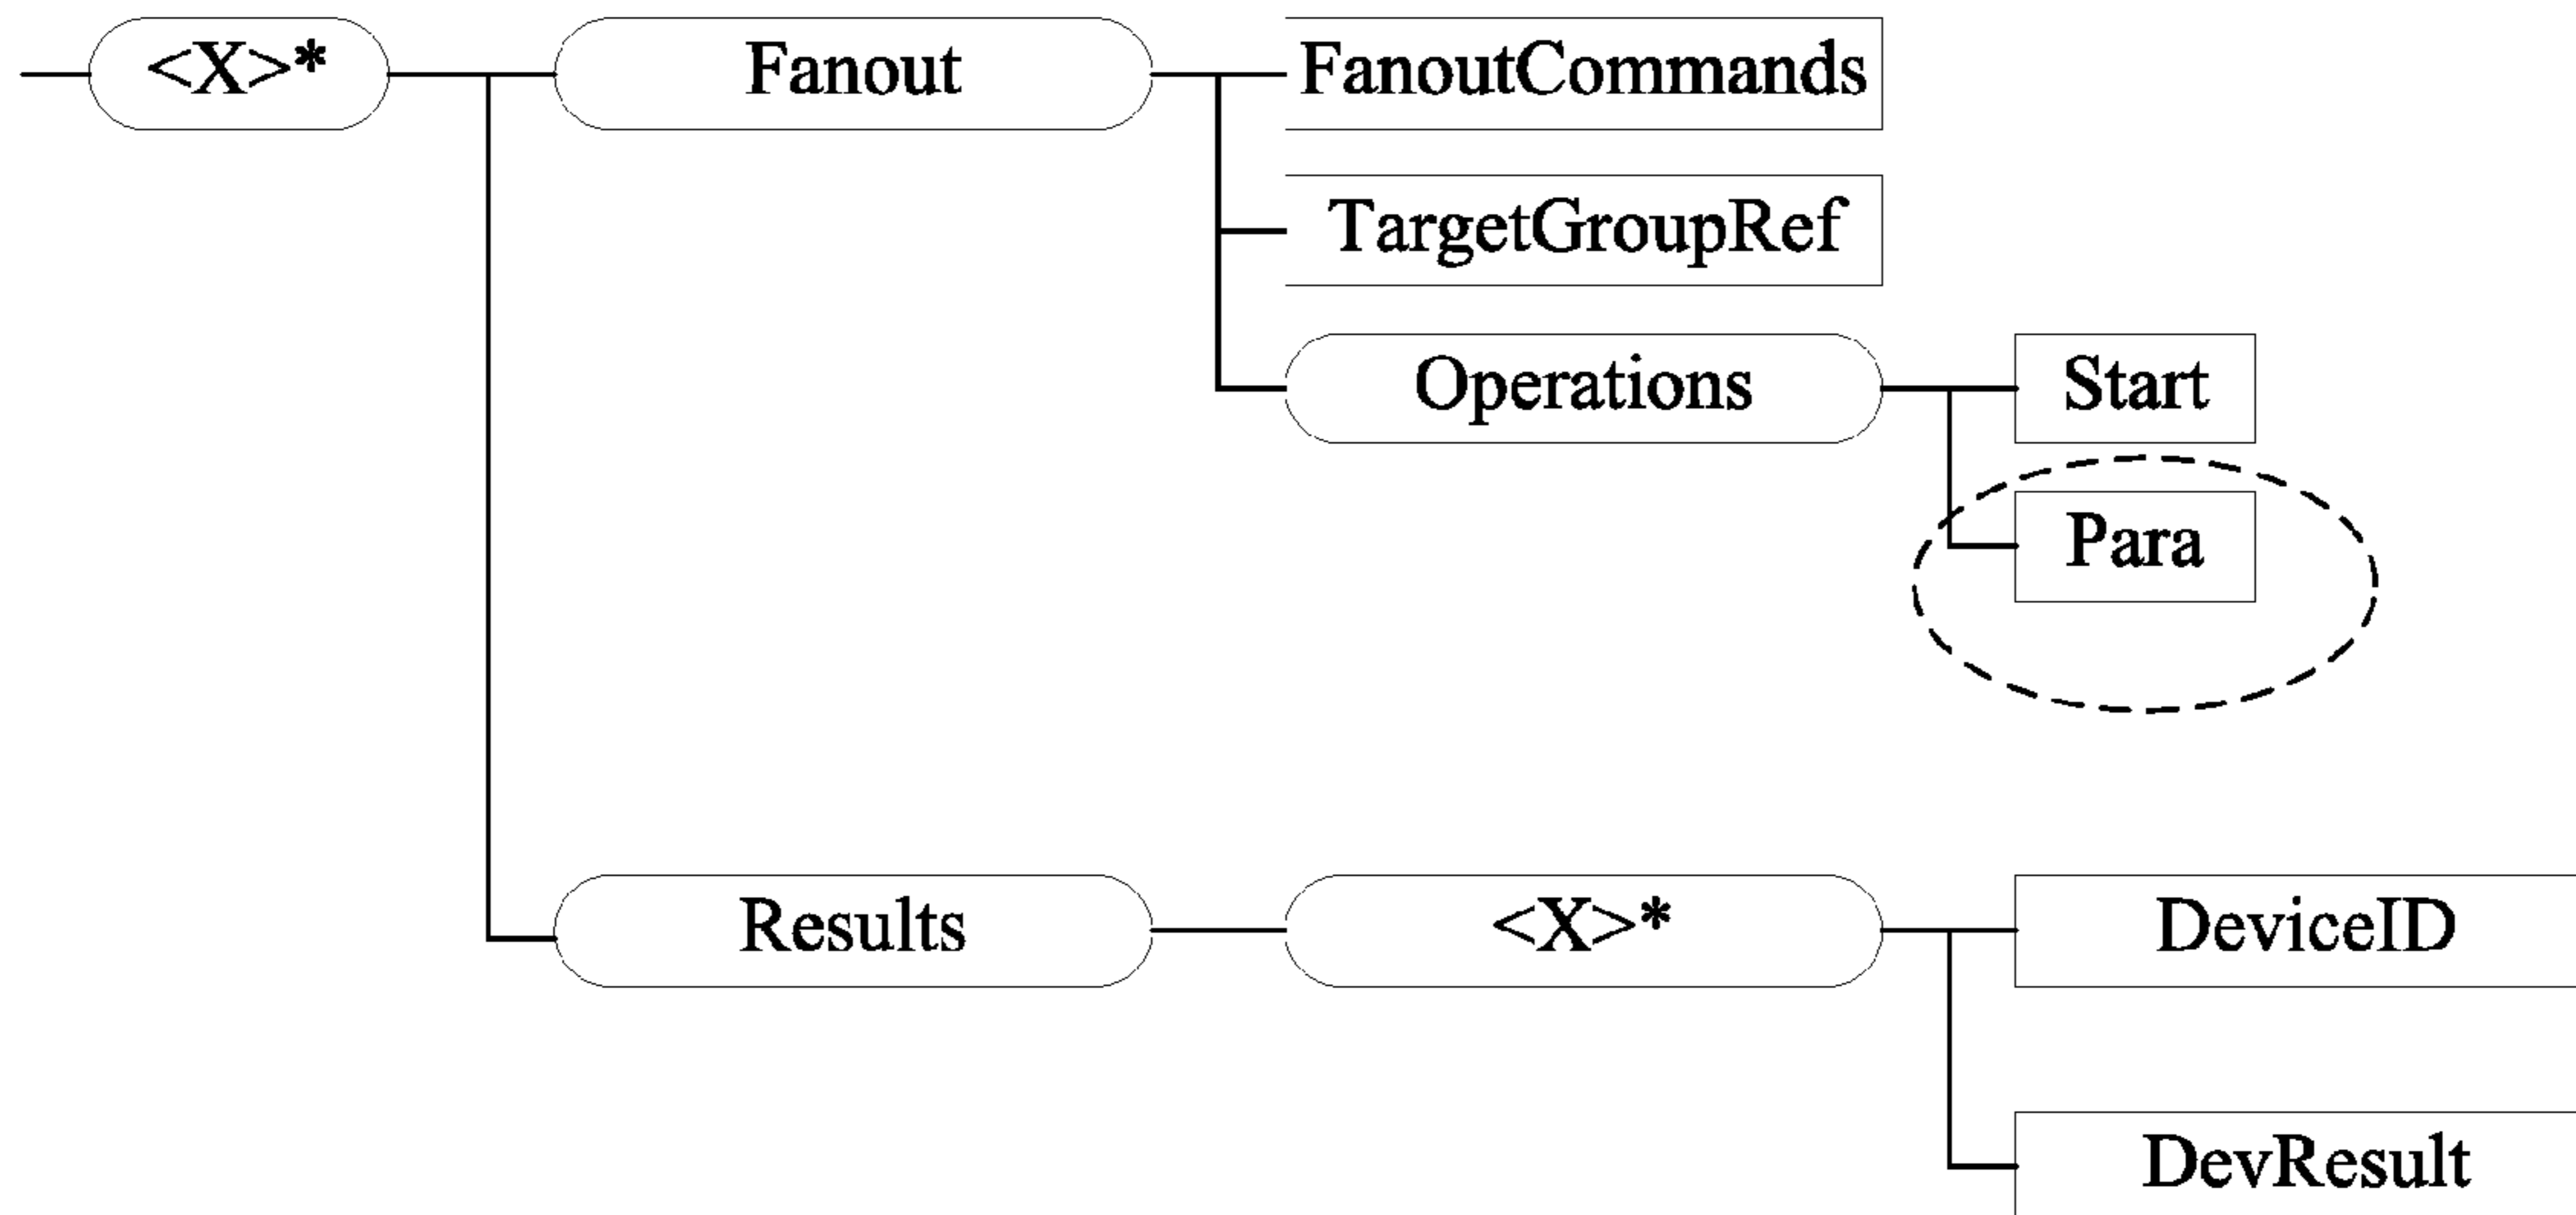 <X>*
Fanout
FanoutCommands
TargetGroupRef
Operations
Start
Para
Results
<X>*
DeviceID
DevResult